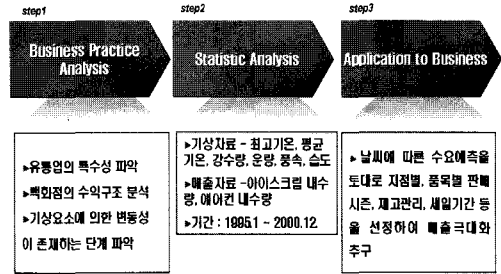 step1
Business Practice
Analysis
▶유통업의 특수성 파악
▶백화점의 수익구조 분석
▶기상요소에 의한 변동성
이 존재하는 단계 파악
step2
Statistic Analysis
▶기상자료 - 최고기온, 평균
기온, 강수량, 운량, 풍속, 습도
▶매출자료 -아이스크림 내수
량, 에어컨 내수량
▶기간 : 1995.1 ~ 2000.12.
step3
Application to Business
▶ 날씨에 따른 수요예측을
토대로 지점별, 품목별 판매
시즌, 재고관리, 세일기간 등
을 선정하여 매출극대화
추구